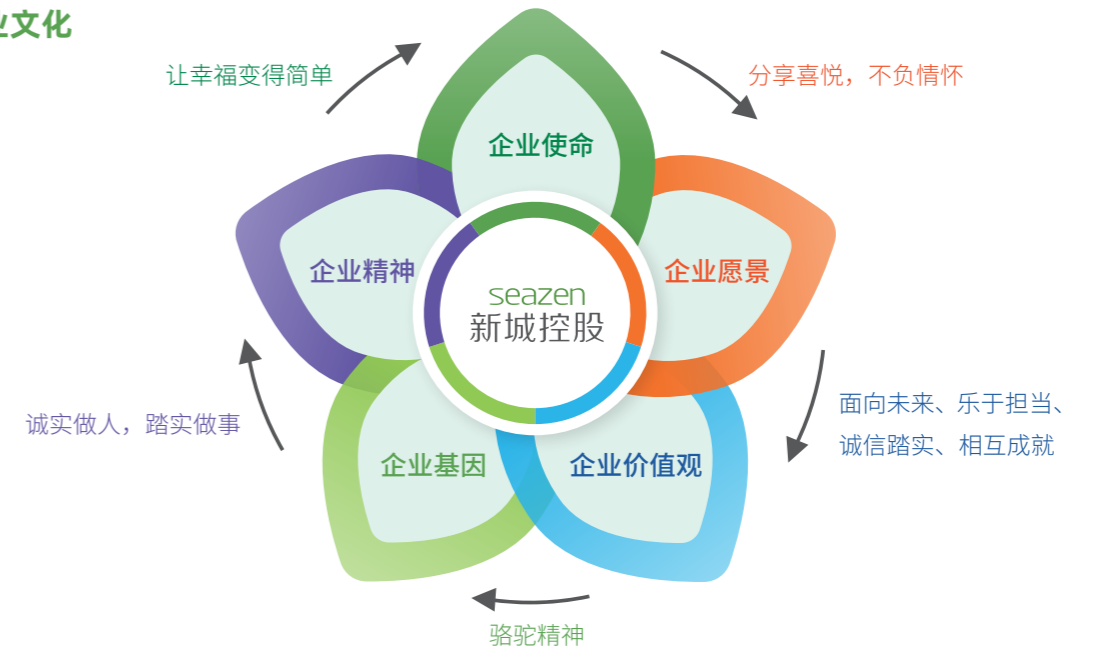 业文化
让幸福变得简单
分享喜悦，不负情怀
企业使命
企业精神
企业愿景
seazen
新城控股
面向未来、乐于担当、
诚信踏实、相互成就
诚实做人，踏实做事
企业基因
企业价值观
骆驼精神